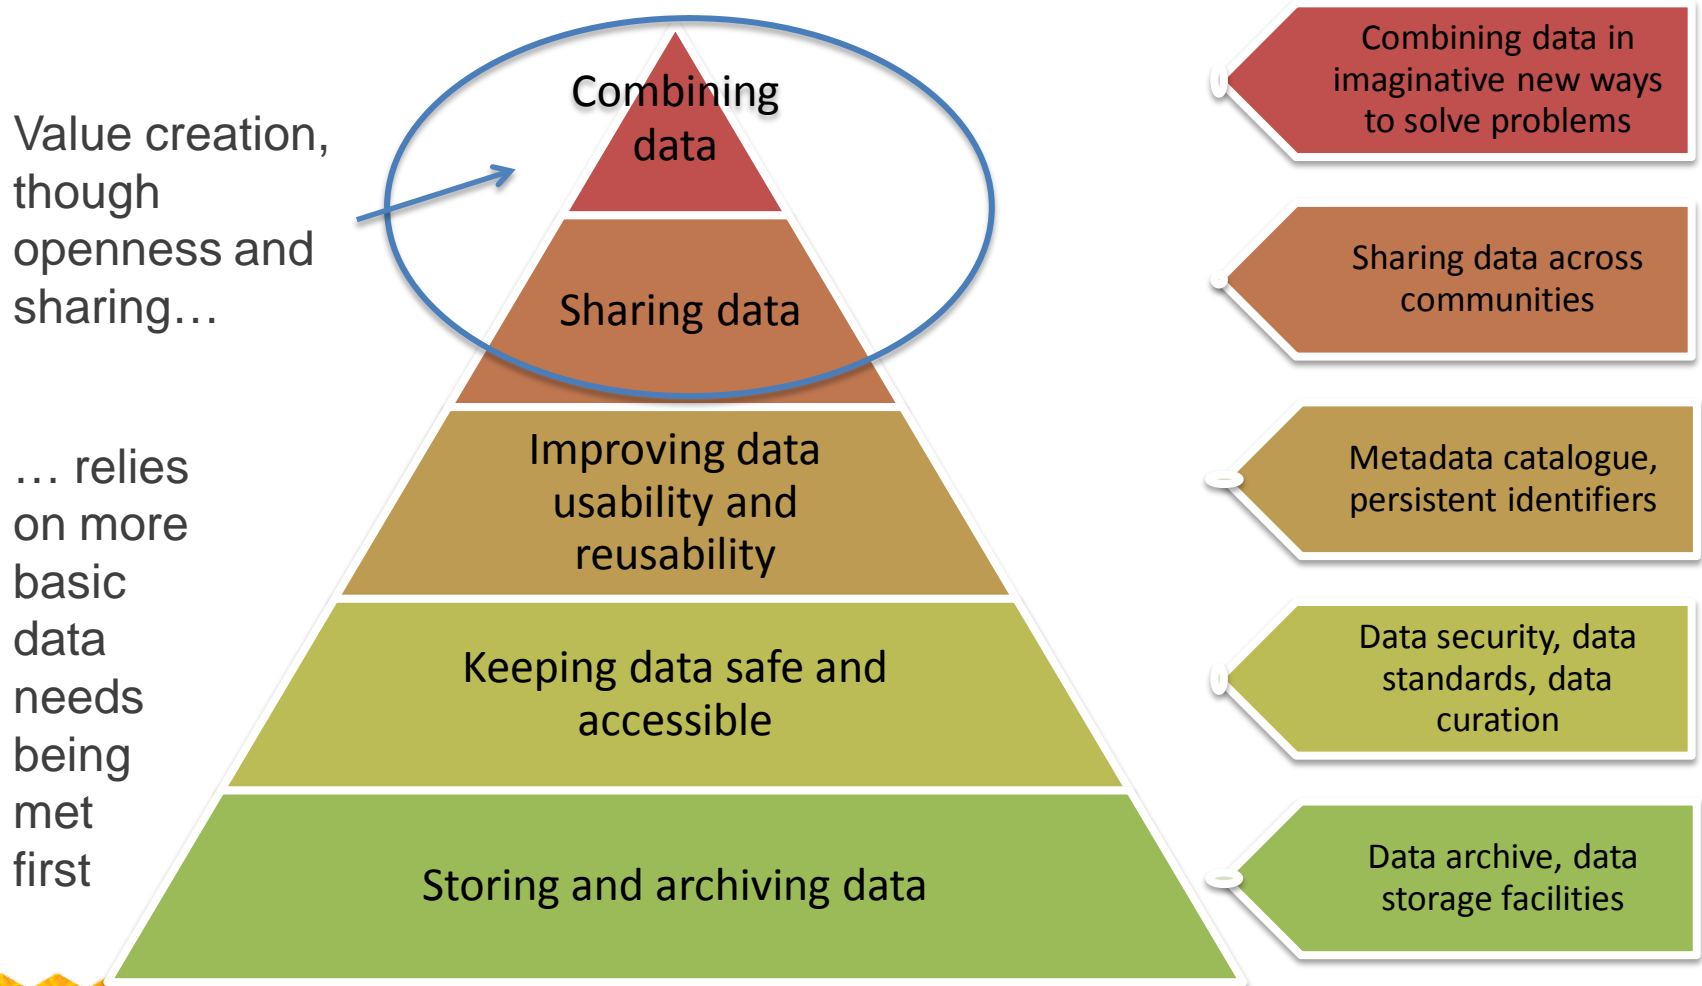 Value creation,
though
openness and
sharing…
… relies
on more
basic
data
needs
being
met
first
Combining
data
Sharing data
Improving data
usability and
reusability
Keeping data safe and
accessible
Storing and archiving data
Combining data in
imaginative new ways
to solve problems
Sharing data across
communities
Metadata catalogue,
persistent identifiers
Data security, data
standards, data
curation
Data archive, data
storage facilities